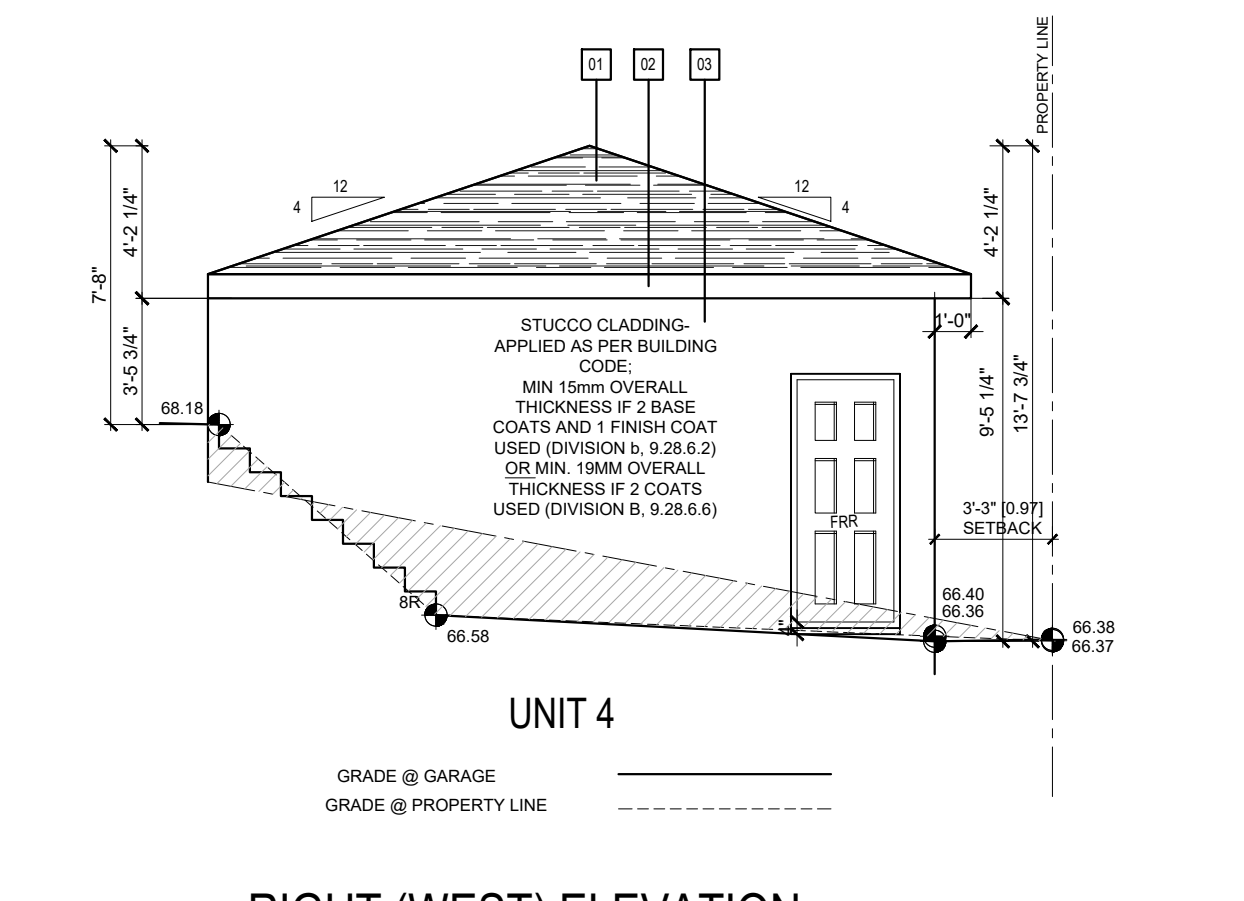 PROPERTY LINE
01
02
03
12
4
12
4
4'-2 1/4"
7'-8"
3'-5 3/4"
4'-2 1/4"
1'-0"
9'-5 1/4"
13'-7 3/4"
STUCCO CLADDING-
APPLIED AS PER BUILDING
CODE;
MIN 15mm OVERALL
THICKNESS IF 2 BASE
COATS AND 1 FINISH COAT
USED (DIVISION b, 9.28.6.2)
OR MIN. 19MM OVERALL
THICKNESS IF 2 COATS
USED (DIVISION B, 9.28.6.6)
68.18
FRR
3'-3" [0.97]
SETBACK
8R
66.58
66.40
66.36
66.38
66.37
UNIT 4
GRADE @ GARAGE
GRADE @ PROPERTY LINE
RIGHT (WEST) ELEVATION